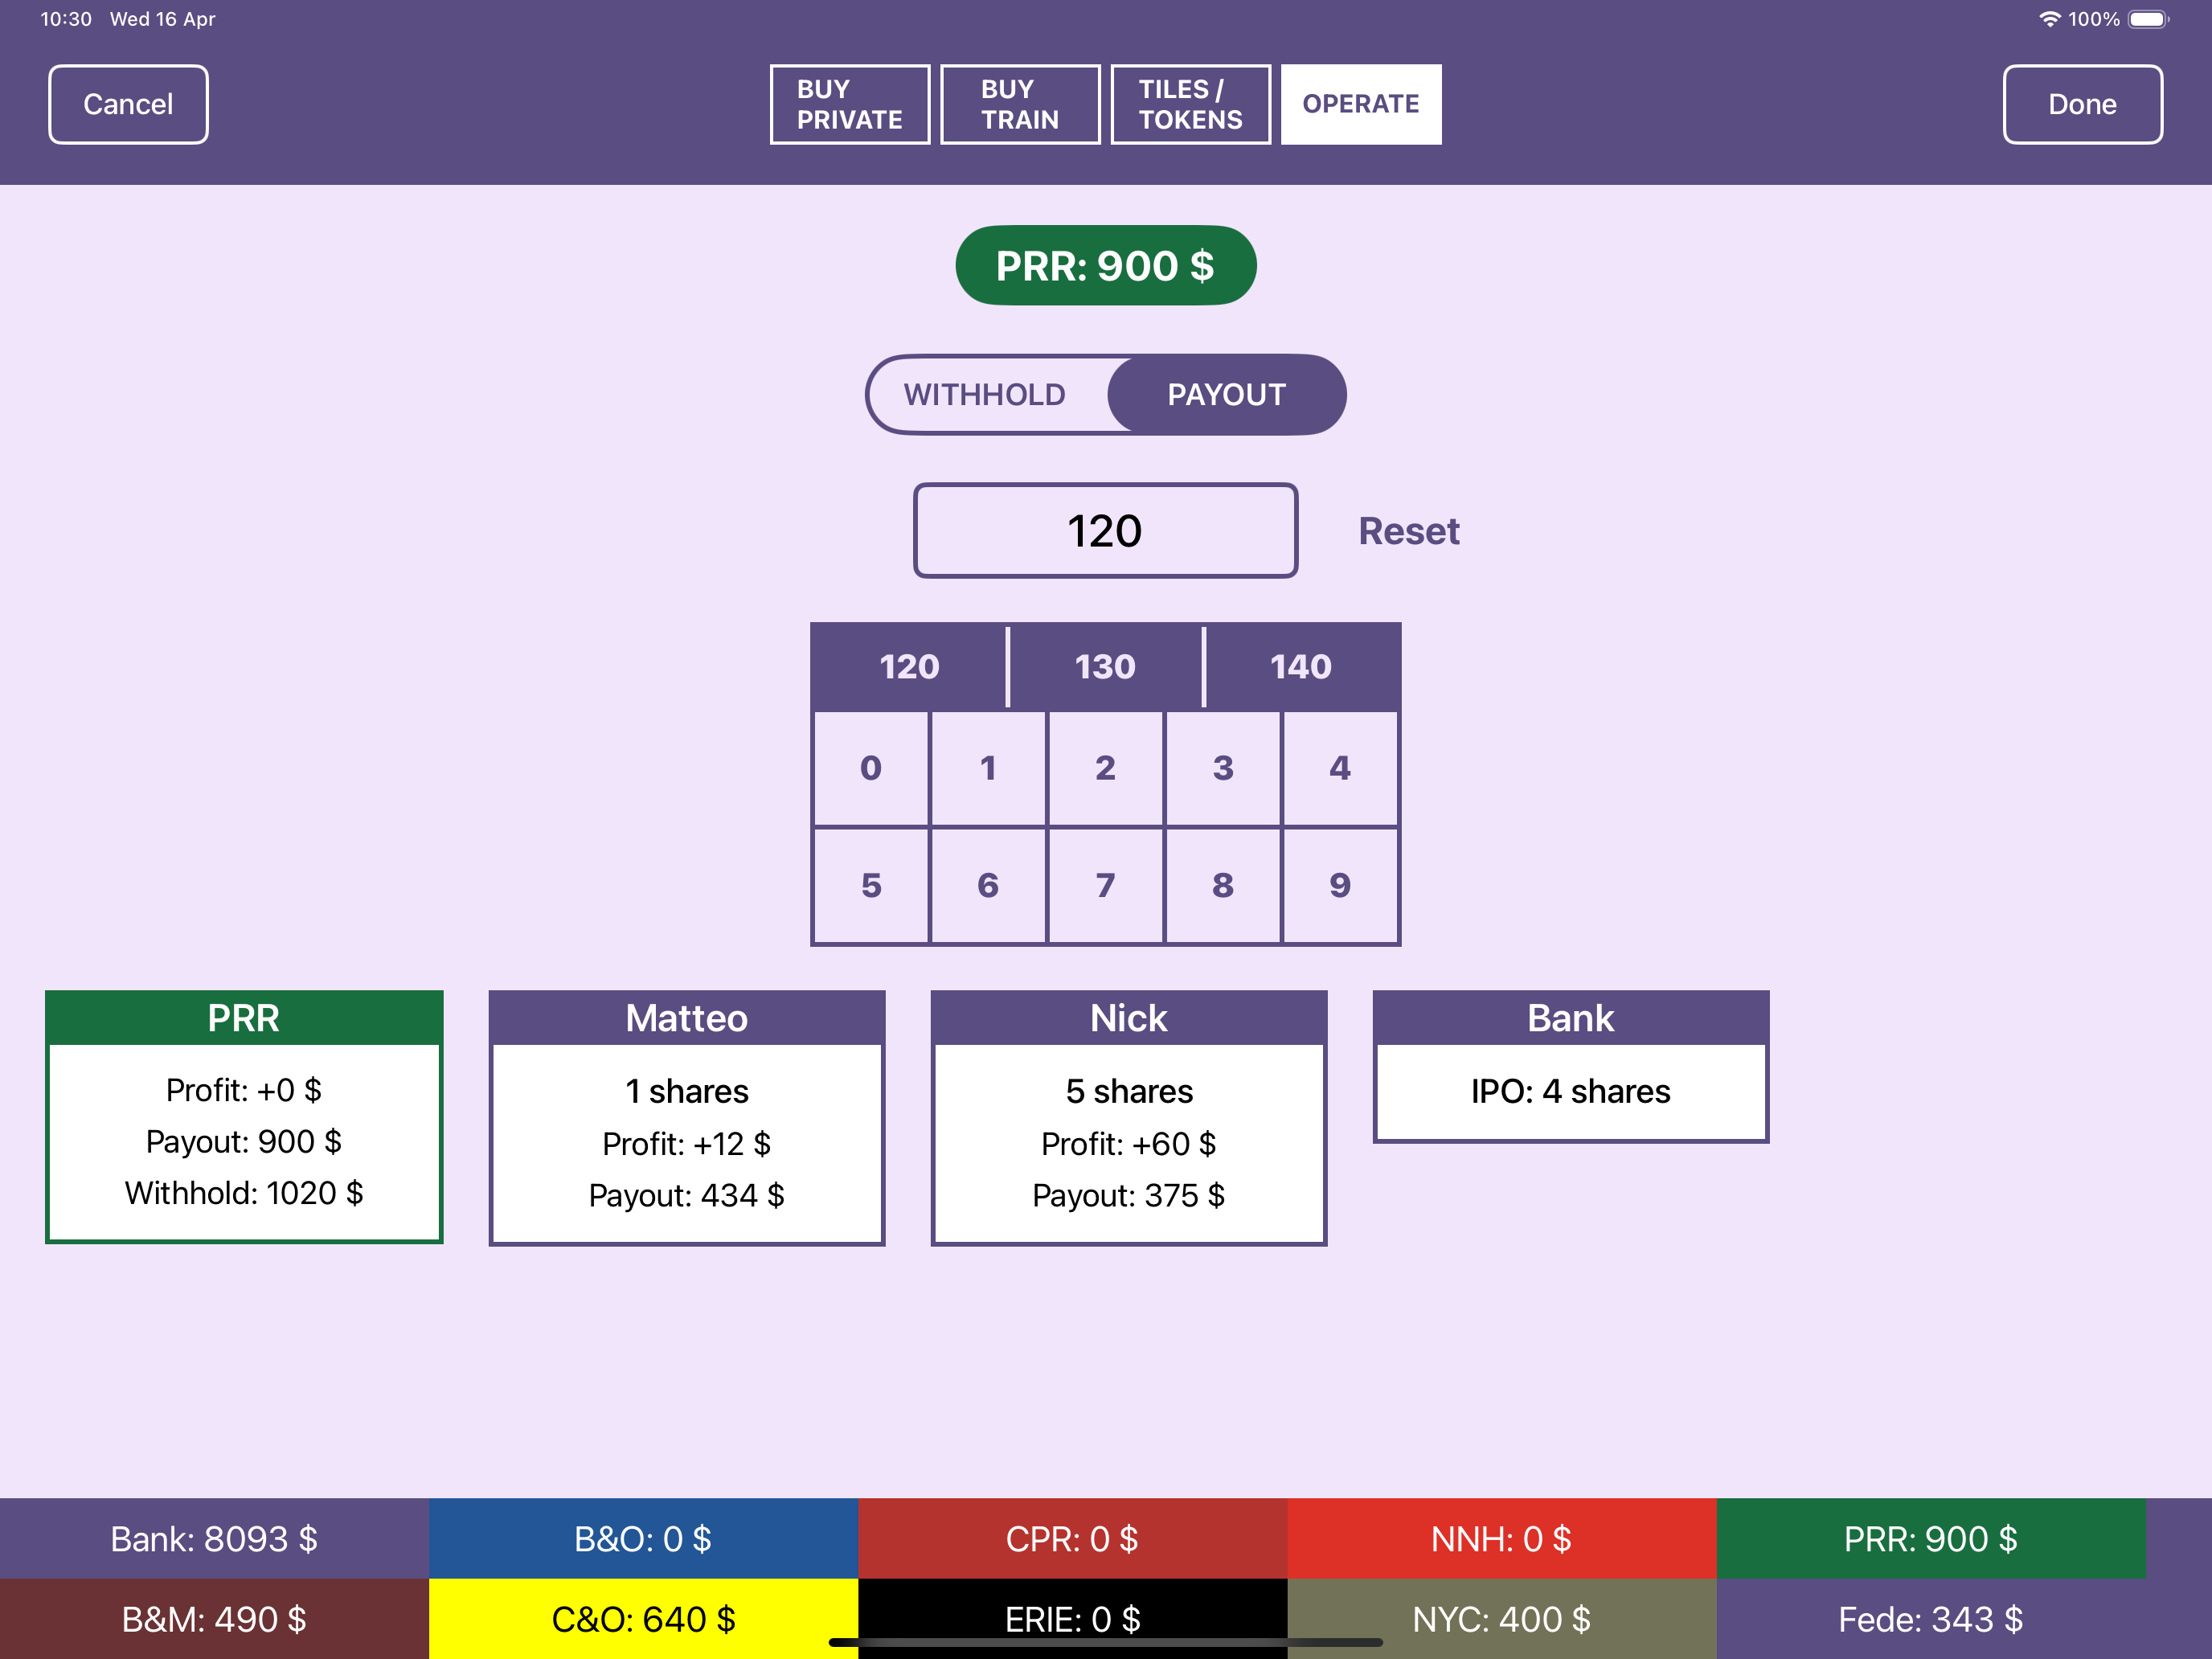 10:30 Wed 16 Apr
100%
Cancel
BUY
PRIVATE
BUY
TRAIN
TILES /
TOKENS
OPERATE
Done
PRR: 900 $
WITHHOLD
PAYOUT
120
Reset
120
130
140
0
1
2
3
4
5
6
7
8
9
PRR
Profit: +0 $
Payout: 900 $
Withhold: 1020 $
Matteo
1 shares
Profit: +12 $
Payout: 434 $
Nick
5 shares
Profit: +60 $
Payout: 375 $
Bank
IPO: 4 shares
Bank: 8093 $
B&O: 0 $
CPR: 0 $
NNH: 0 $
PRR: 900 $
B&M: 490 $
C&O: 640 $
ERIE: 0 $
NYC: 400 $
Fede: 343 $